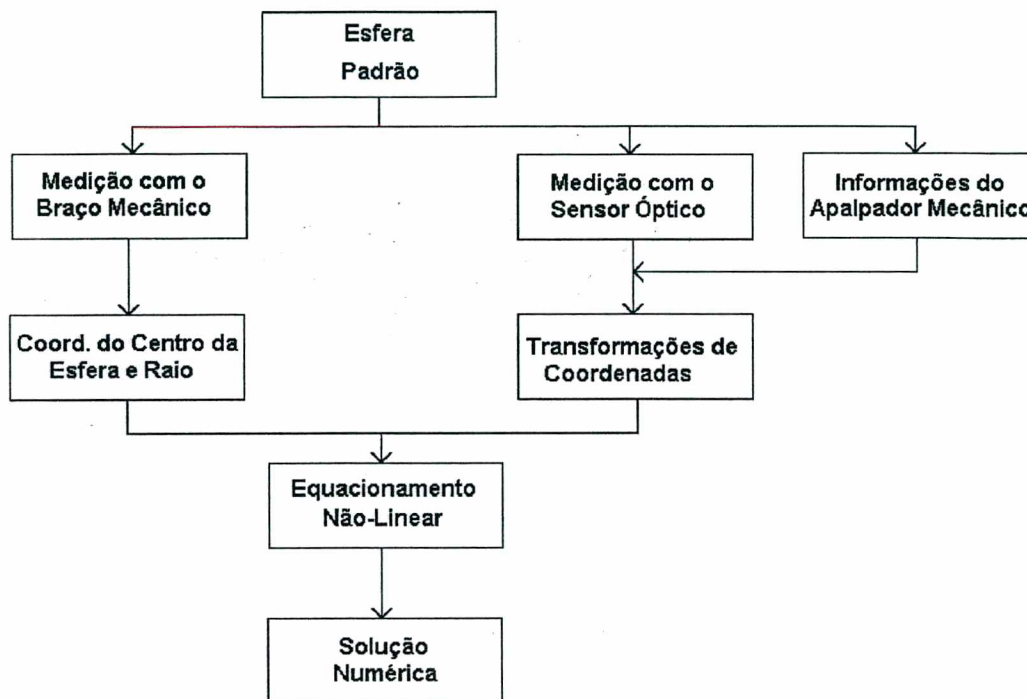 Esfera
Padrão
Medição com o
Braço Mecânico
Medição com o
Sensor Óptico
Informações do
Apalpador Mecânico
Coord. do Centro da
Esfera e Raio
Transformações de
Coordenadas
Equacionamento
Não-Linear
Solução
Numérica